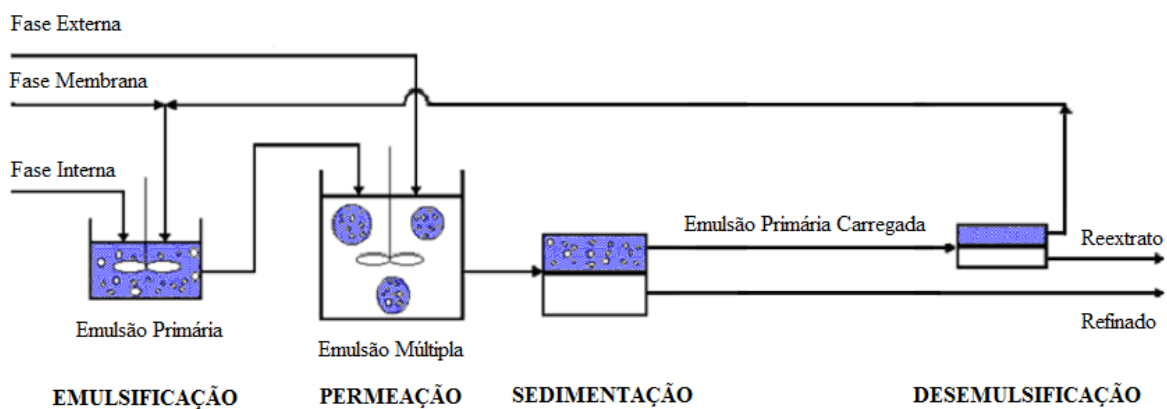 Fase Externa
Fase Membrana
Fase Interna
Emulsão Primária Carregada
Reextrato
Refinado
Emulsão Primária
Emulsão Múltipla
EMULSIFICAÇÃO
PERMEAÇÃO
SEDIMENTAÇÃO
DESEMULSIFICAÇÃO